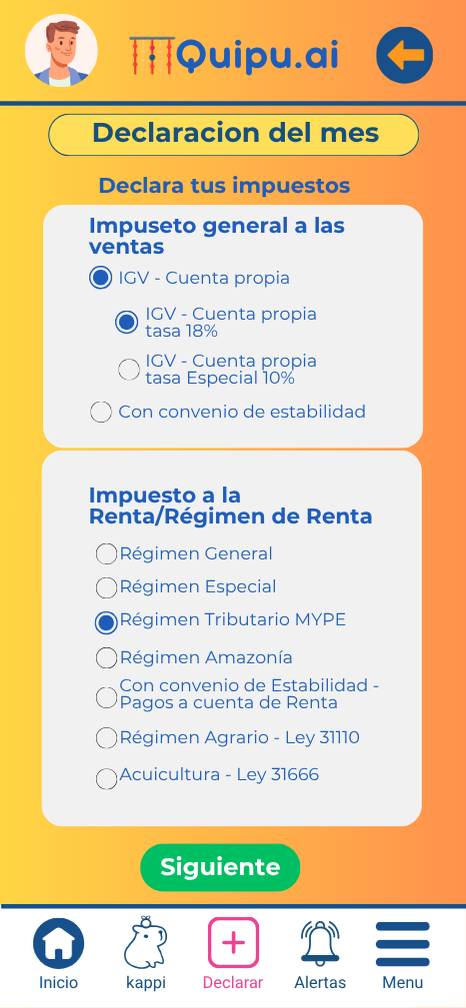 Quipu.ai
Declaracion del mes
Declara tus impuestos
Impuseto general a las
ventas
IGV - Cuenta propia
IGV - Cuenta propia
tasa 18%
IGV - Cuenta propia
tasa Especial 10%
Con convenio de estabilidad
Impuesto a la
Renta/Régimen de Renta
Régimen General
Régimen Especial
Régimen Tributario MYPE
Régimen Amazonía
Con convenio de Estabilidad -
Pagos a cuenta de Renta
Régimen Agrario - Ley 31110
Acuicultura - Ley 31666
Siguiente
Inicio
kappi
Declarar
Alertas
Menu